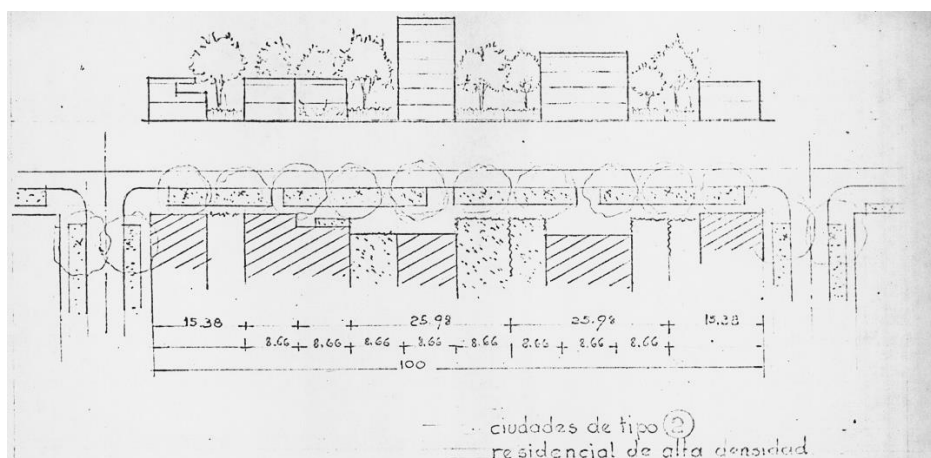 15.38 25.98 25.98 15.38
8.66 8.66 8.66 8.66 8.66 8.66 8.66 8.66
100
ciudades de tipo 2
residencial de alta densidad